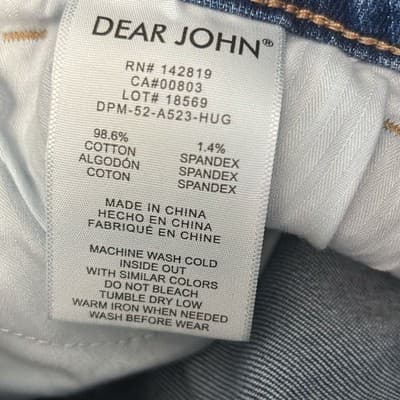 DEAR JOHN®
RN# 142819
CA#00803
LOT# 18569
DPM-52-A523-HUG
98.6% 1.4%
COTTON SPANDEX
ALGODÓN SPANDEX
COTON SPANDEX
MADE IN CHINA
HECHO EN CHINA
FABRIQUÉ EN CHINE
MACHINE WASH COLD
INSIDE OUT
WITH SIMILAR COLORS
DO NOT BLEACH
TUMBLE DRY LOW
WARM IRON WHEN NEEDED
WASH BEFORE WEAR